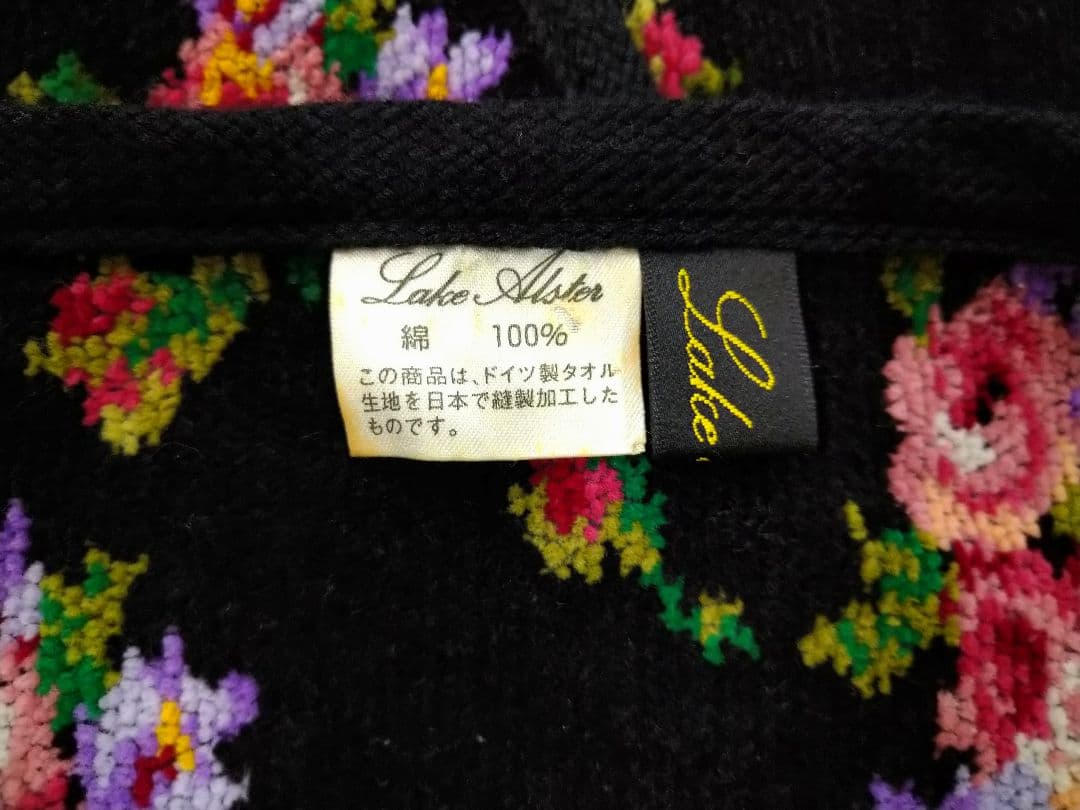 Lake Alster
綿 100%
この商品は、ドイツ製タオル
生地を日本で縫製加工した
ものです。
Lake